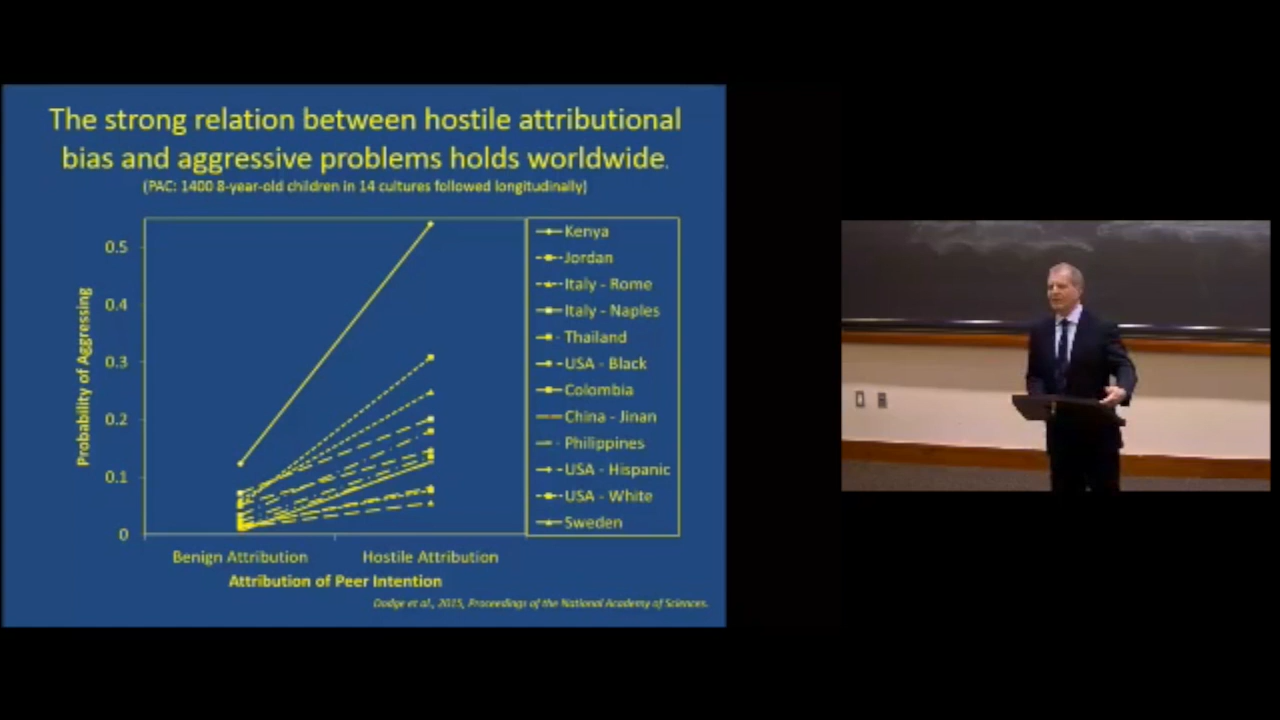 The strong relation between hostile attributional
bias and aggressive problems holds worldwide.
(PAC: 1400 8-year-old children in 14 cultures followed longitudinally)
Probability of Aggressing
0.5
0.4
0.3
0.2
0.1
0
Benign Attribution Hostile Attribution
Attribution of Peer Intention
Kenya
Jordan
Italy - Rome
Italy - Naples
Thailand
USA - Black
Colombia
China - Jinan
Philippines
USA - Hispanic
USA - White
Sweden
Dodge et al., 2015, Proceedings of the National Academy of Sciences.